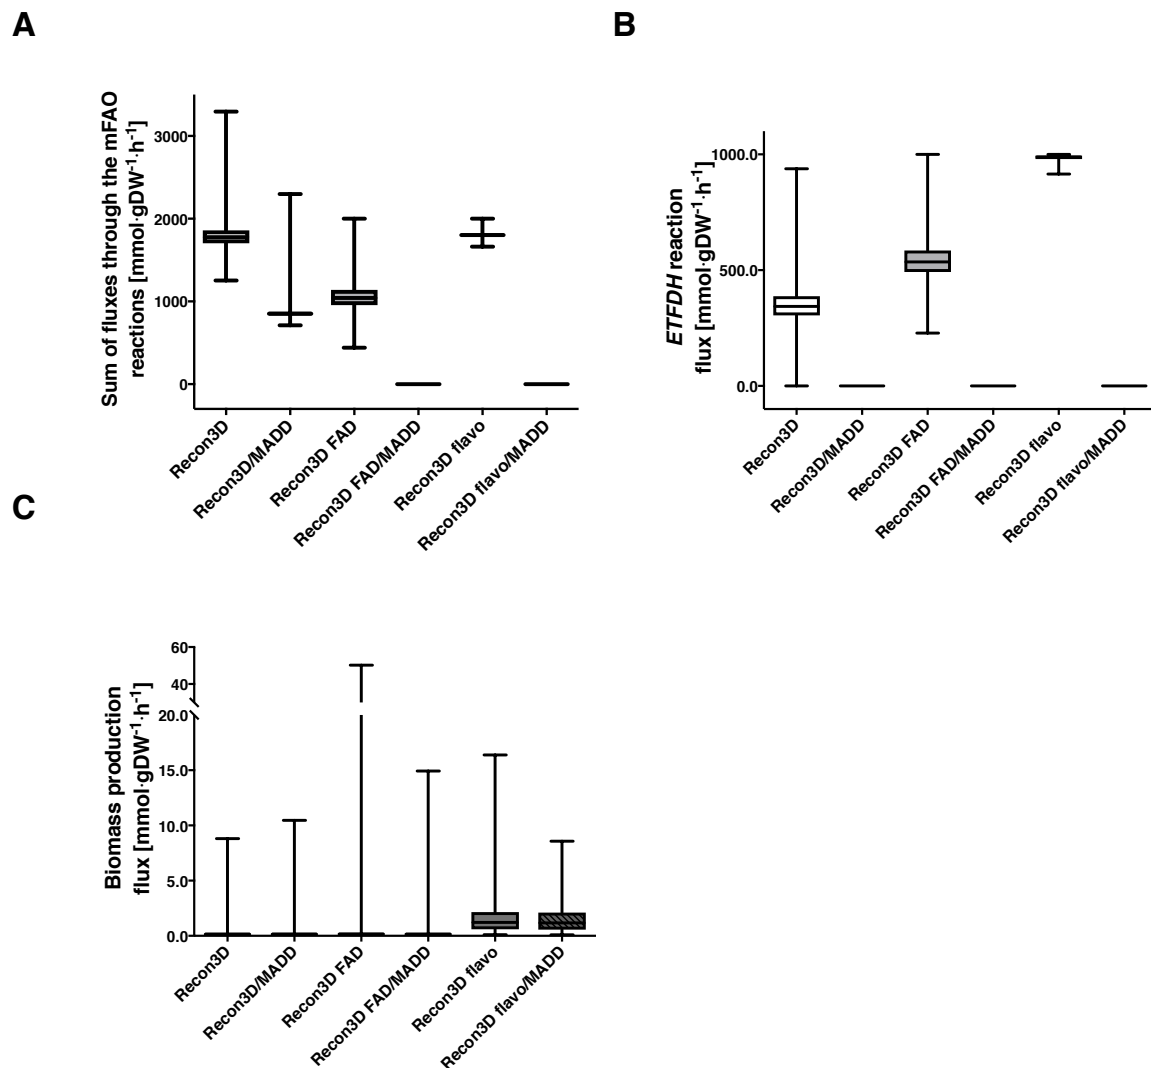 A
Sum of fluxes through the mFAO
reactions [mmol·gDW⁻¹·h⁻¹]
3000
2000
1000
0
Recon3D
Recon3D/MADD
Recon3D FAD
Recon3D FAD/MADD
Recon3D flavo
Recon3D flavo/MADD
B
ETFDH reaction
flux [mmol·gDW⁻¹·h⁻¹]
1000.0
500.0
0.0
Recon3D
Recon3D/MADD
Recon3D FAD
Recon3D FAD/MADD
Recon3D flavo
Recon3D flavo/MADD
C
Biomass production
flux [mmol·gDW⁻¹·h⁻¹]
60
40
20.0
15.0
10.0
5.0
0.0
Recon3D
Recon3D/MADD
Recon3D FAD
Recon3D FAD/MADD
Recon3D flavo
Recon3D flavo/MADD